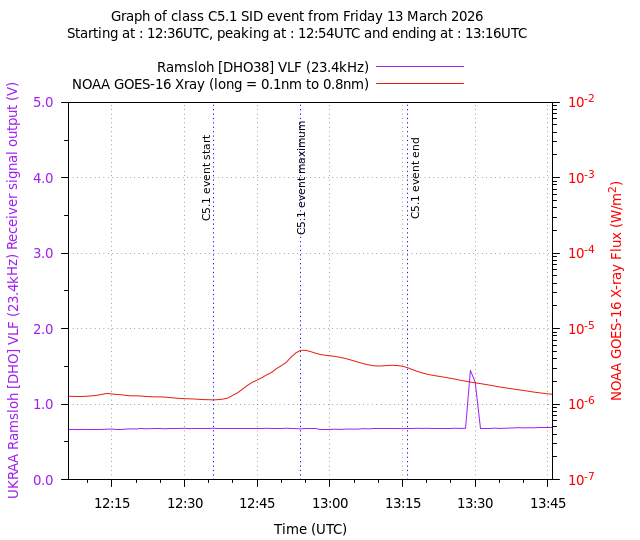 Graph of class C5.1 SID event from Friday 13 March 2026
Starting at : 12:36UTC, peaking at : 12:54UTC and ending at : 13:16UTC
Ramsloh [DHO38] VLF (23.4kHz)
NOAA GOES-16 Xray (long = 0.1nm to 0.8nm)
UKRAA Ramsloh [DHO] VLF (23.4kHz) Receiver signal output (V)
5.0
4.0
3.0
2.0
1.0
0.0
C5.1 event start
C5.1 event maximum
C5.1 event end
10-2
10-3
10-4
10-5
10-6
10-7
NOAA GOES-16 X-ray Flux (W/m2)
12:15 12:30 12:45 13:00 13:15 13:30 13:45
Time (UTC)